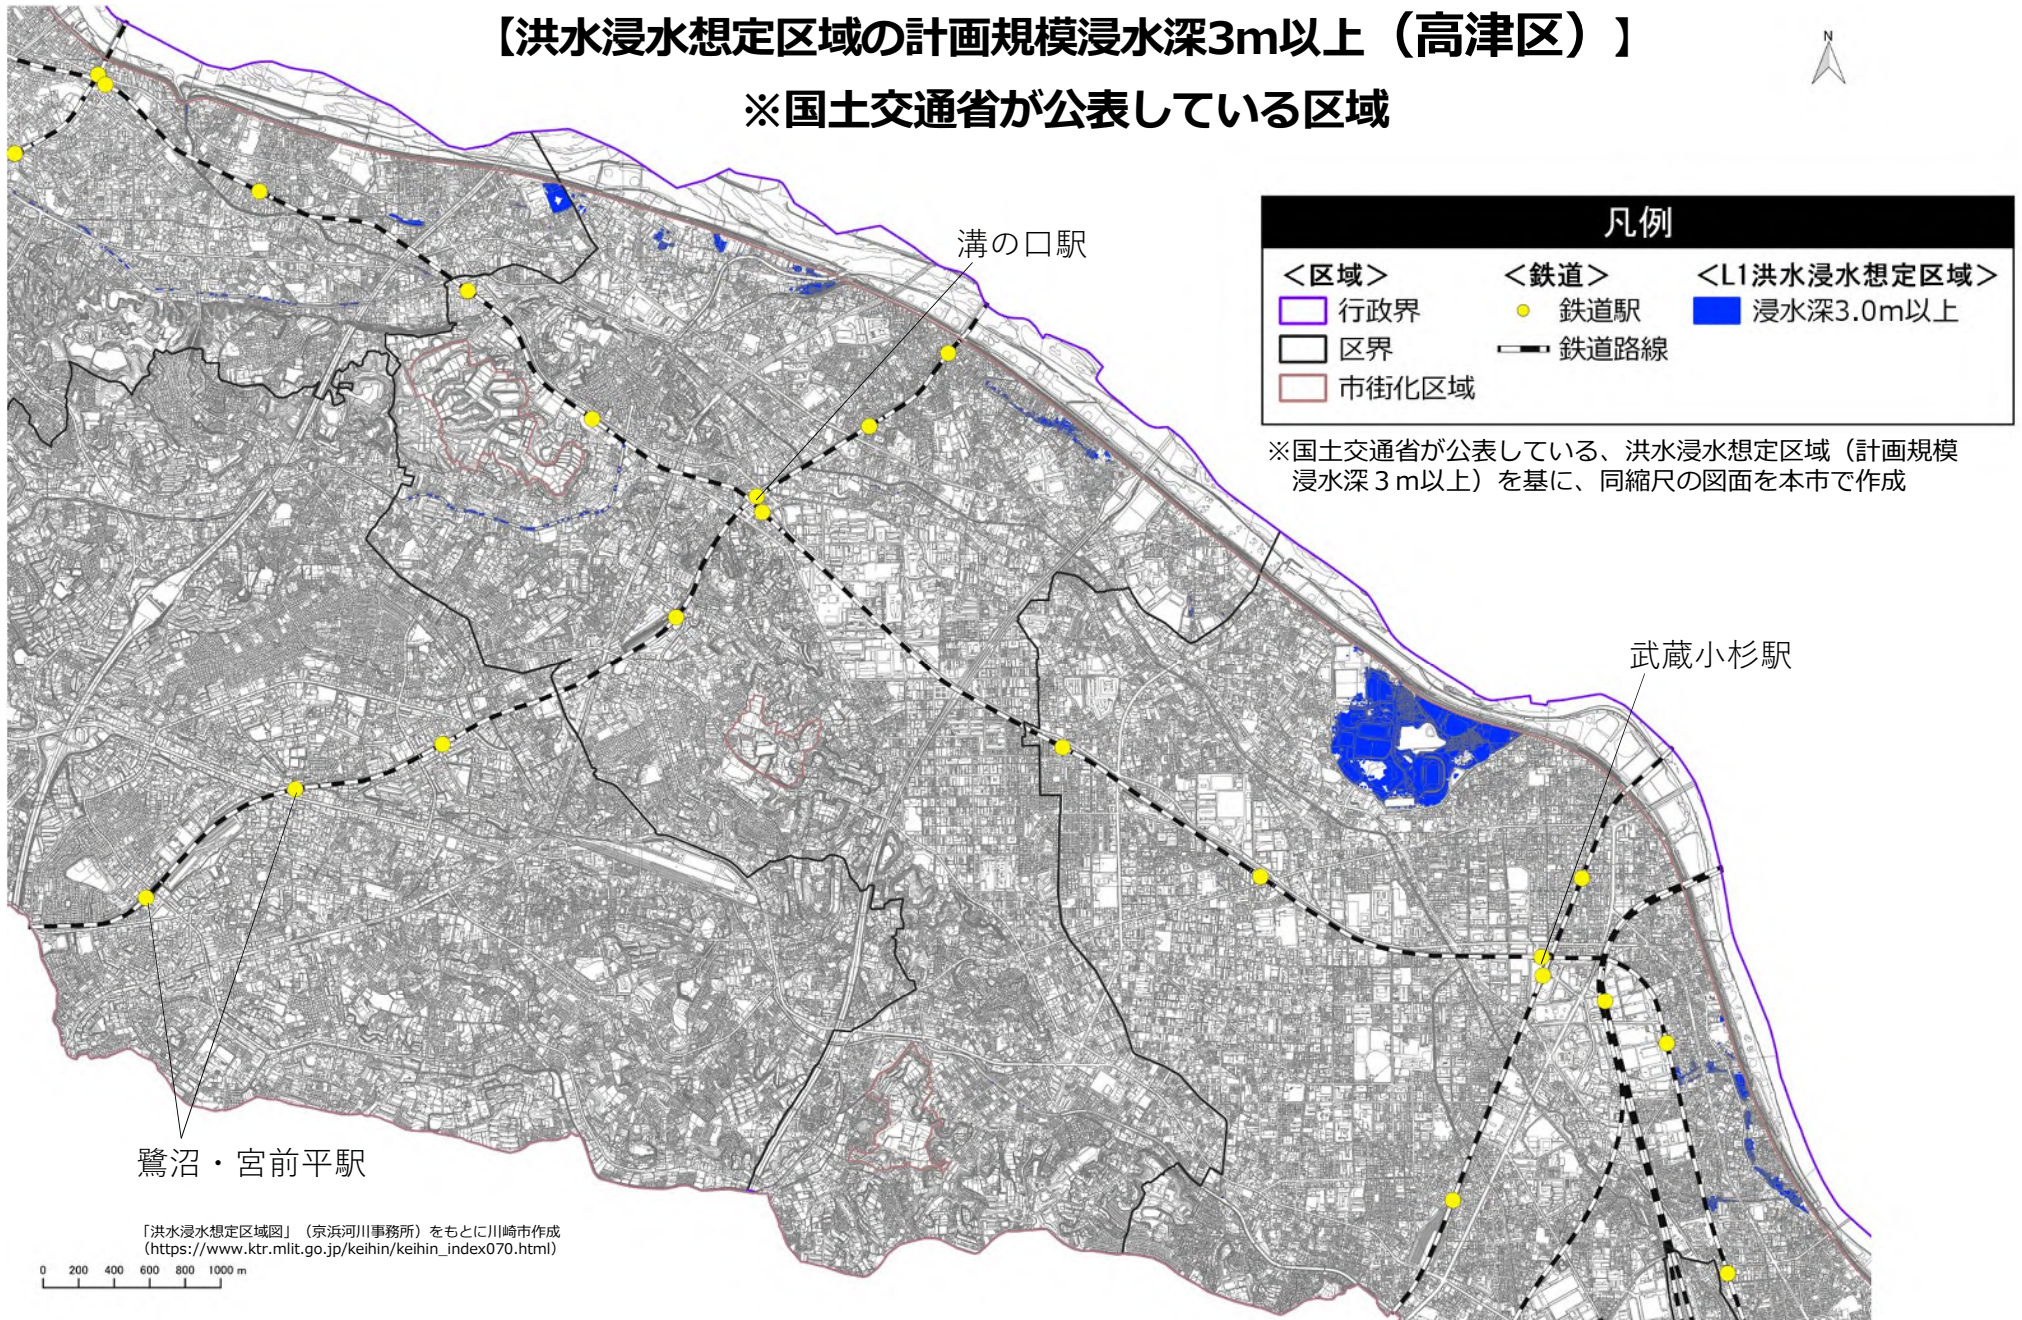 【洪水浸水想定区域の計画規模浸水深3m以上（高津区）】
※国土交通省が公表している区域
N
凡例
＜区域＞
行政界
区界
市街化区域
＜鉄道＞
鉄道駅
鉄道路線
＜L1洪水浸水想定区域＞
浸水深3.0m以上
※国土交通省が公表している、洪水浸水想定区域（計画規模
浸水深３m以上）を基に、同縮尺の図面を本市で作成
溝の口駅
武蔵小杉駅
鷺沼・宮前平駅
「洪水浸水想定区域図」（京浜河川事務所）をもとに川崎市作成
（https://www.ktr.mlit.go.jp/keihin/keihin_index070.html）
0 200 400 600 800 1000 m